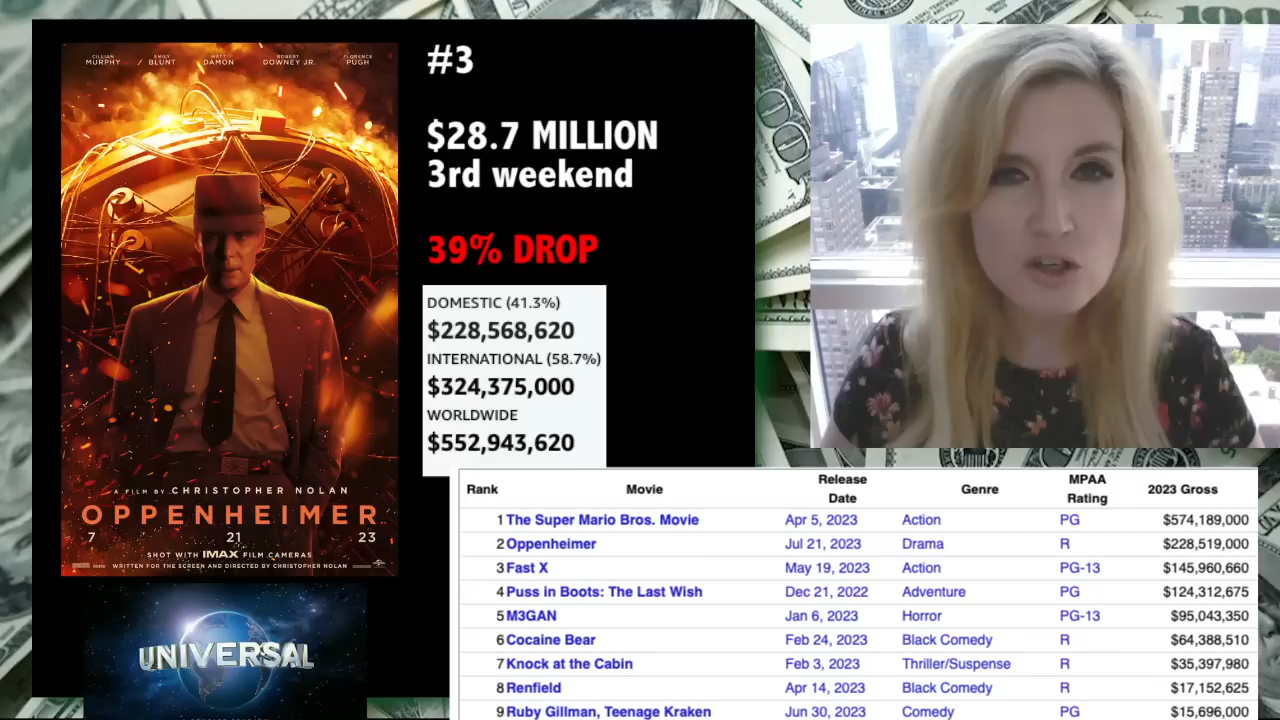 CILLIAN MURPHY / EMILY BLUNT MATT DAMON ROBERT DOWNEY JR. FLORENCE PUGH
A FILM BY CHRISTOPHER NOLAN
OPPENHEIMER
7 21 23
SHOT WITH IMAX FILM CAMERAS
WRITTEN FOR THE SCREEN AND DIRECTED BY CHRISTOPHER NOLAN
UNIVERSAL
#3
$28.7 MILLION
3rd weekend
39% DROP
DOMESTIC (41.3%)
$228,568,620
INTERNATIONAL (58.7%)
$324,375,000
WORLDWIDE
$552,943,620
100
Rank Movie Release Date Genre MPAA Rating 2023 Gross
1 The Super Mario Bros. Movie Apr 5, 2023 Action PG $574,189,000
2 Oppenheimer Jul 21, 2023 Drama R $228,519,000
3 Fast X May 19, 2023 Action PG-13 $145,960,660
4 Puss in Boots: The Last Wish Dec 21, 2022 Adventure PG $124,312,675
5 M3GAN Jan 6, 2023 Horror PG-13 $95,043,350
6 Cocaine Bear Feb 24, 2023 Black Comedy R $64,388,510
7 Knock at the Cabin Feb 3, 2023 Thriller/Suspense R $35,397,980
8 Renfield Apr 14, 2023 Black Comedy R $17,152,625
9 Ruby Gillman, Teenage Kraken Jun 30, 2023 Comedy PG $15,696,000